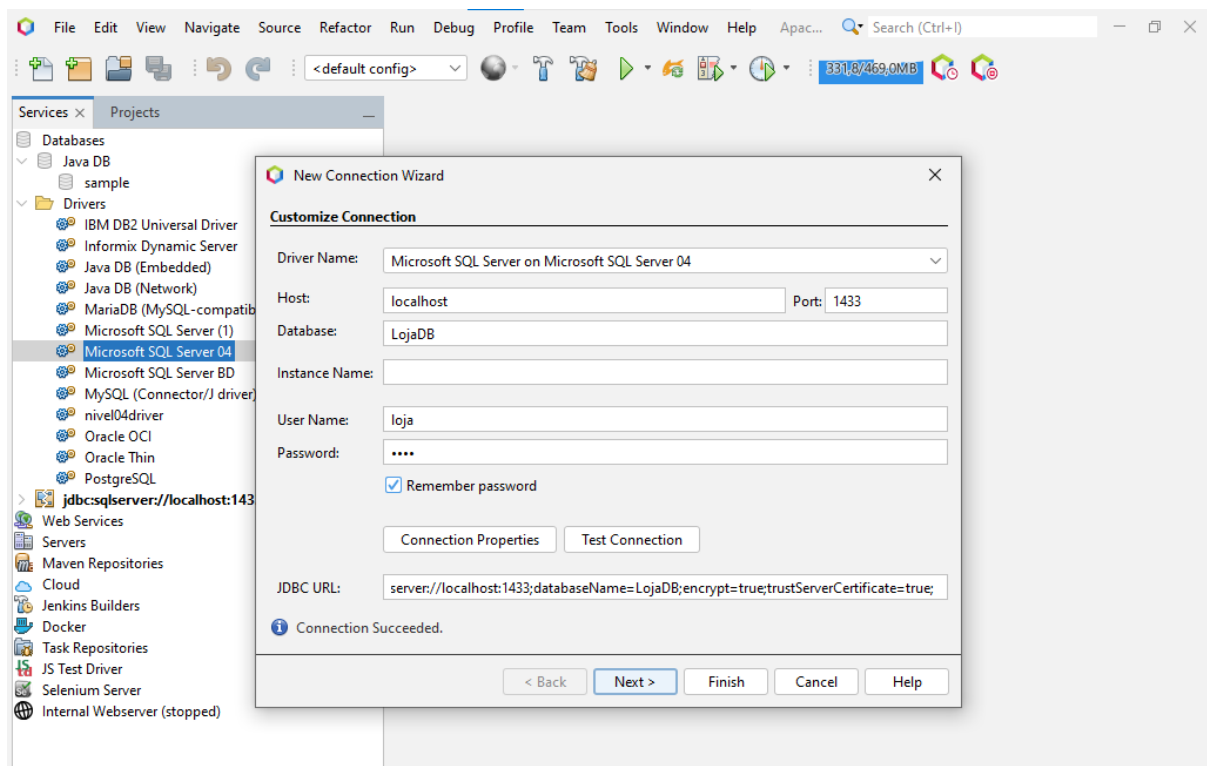 File Edit View Navigate Source Refactor Run Debug Profile Team Tools Window Help Apac... Search (Ctrl+I)
<default config> 331,8/469,0MB
Services Projects
Databases
Java DB
sample
Drivers
IBM DB2 Universal Driver
Informix Dynamic Server
Java DB (Embedded)
Java DB (Network)
MariaDB (MySQL-compatib
Microsoft SQL Server (1)
Microsoft SQL Server 04
Microsoft SQL Server BD
MySQL (Connector/J driver)
nivel04driver
Oracle OCI
Oracle Thin
PostgreSQL
jdbc:sqlserver://localhost:143
Web Services
Servers
Maven Repositories
Cloud
Jenkins Builders
Docker
Task Repositories
JS Test Driver
Selenium Server
Internal Webserver (stopped)
New Connection Wizard
Customize Connection
Driver Name: Microsoft SQL Server on Microsoft SQL Server 04
Host: localhost Port: 1433
Database: LojaDB
Instance Name:
User Name: loja
Password: ••••
Remember password
Connection Properties Test Connection
JDBC URL: server://localhost:1433;databaseName=LojaDB;encrypt=true;trustServerCertificate=true;
Connection Succeeded.
< Back Next > Finish Cancel Help